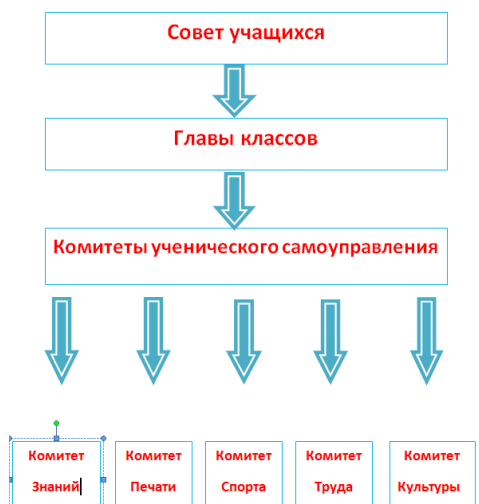 Совет учащихся
Главы классов
Комитеты ученического самоуправления
Комитет
Знаний
Комитет
Печати
Комитет
Спорта
Комитет
Труда
Комитет
Культуры